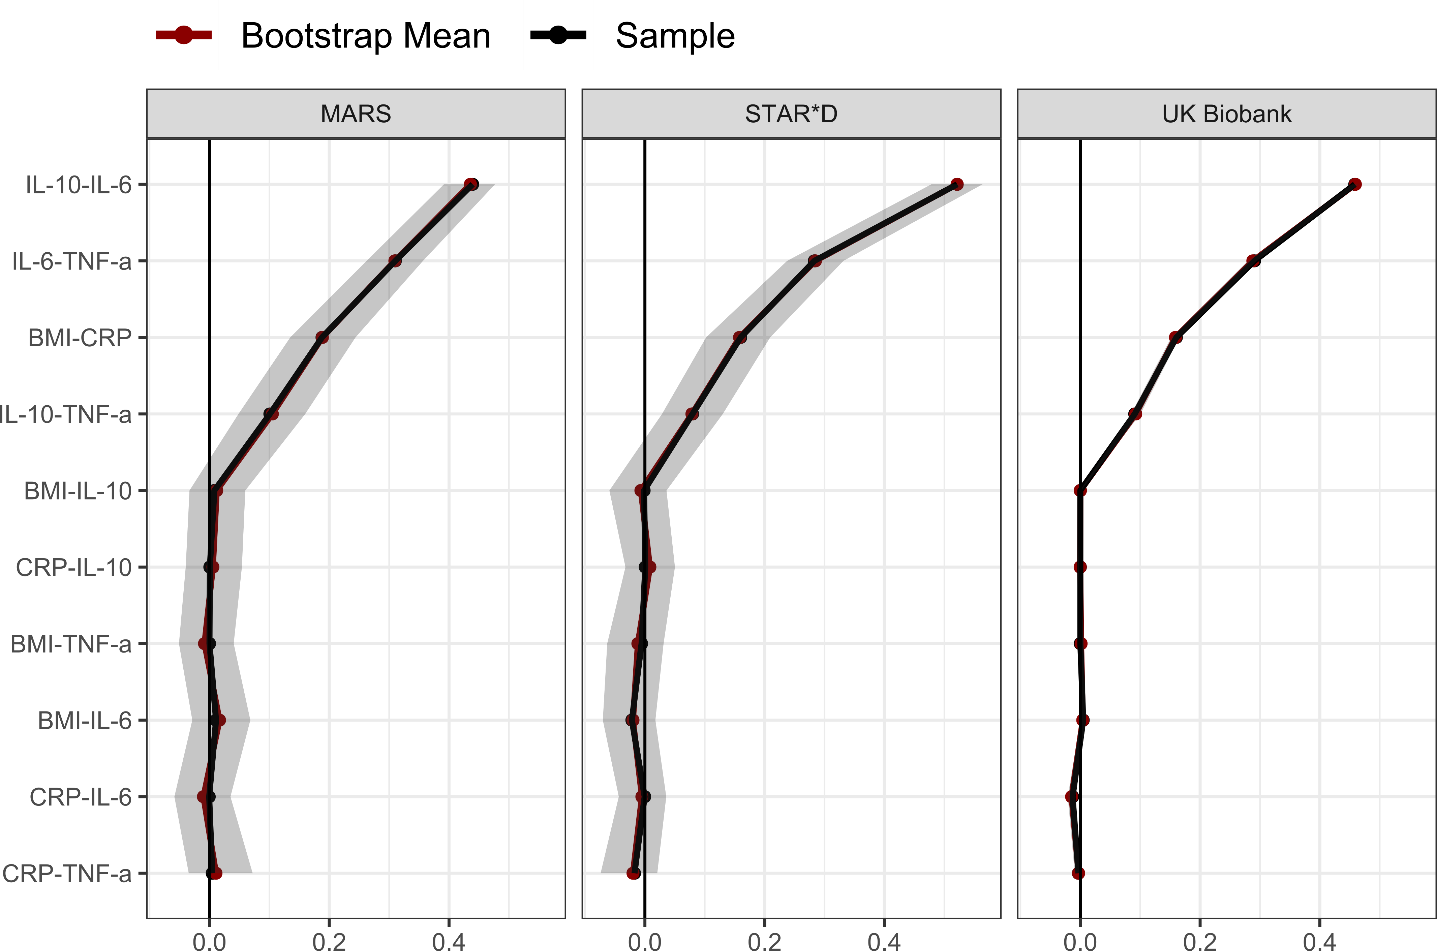 Bootstrap Mean Sample
MARS STAR*D UK Biobank
IL-10-IL-6
IL-6-TNF-a
BMI-CRP
IL-10-TNF-a
BMI-IL-10
CRP-IL-10
BMI-TNF-a
BMI-IL-6
CRP-IL-6
CRP-TNF-a
0.0 0.2 0.4 0.0 0.2 0.4 0.0 0.2 0.4